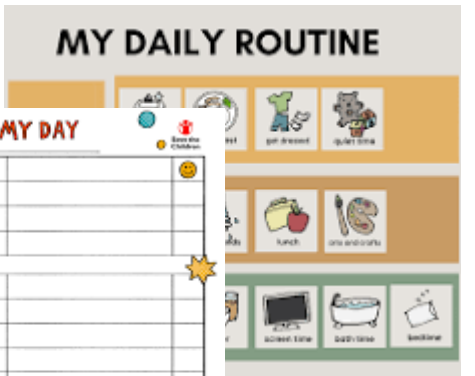 MY DAILY ROUTINE
get dressed
quiet time
MY DAY
Save the
Children
lunch
arts and crafts
screen time
bath time
bedtime